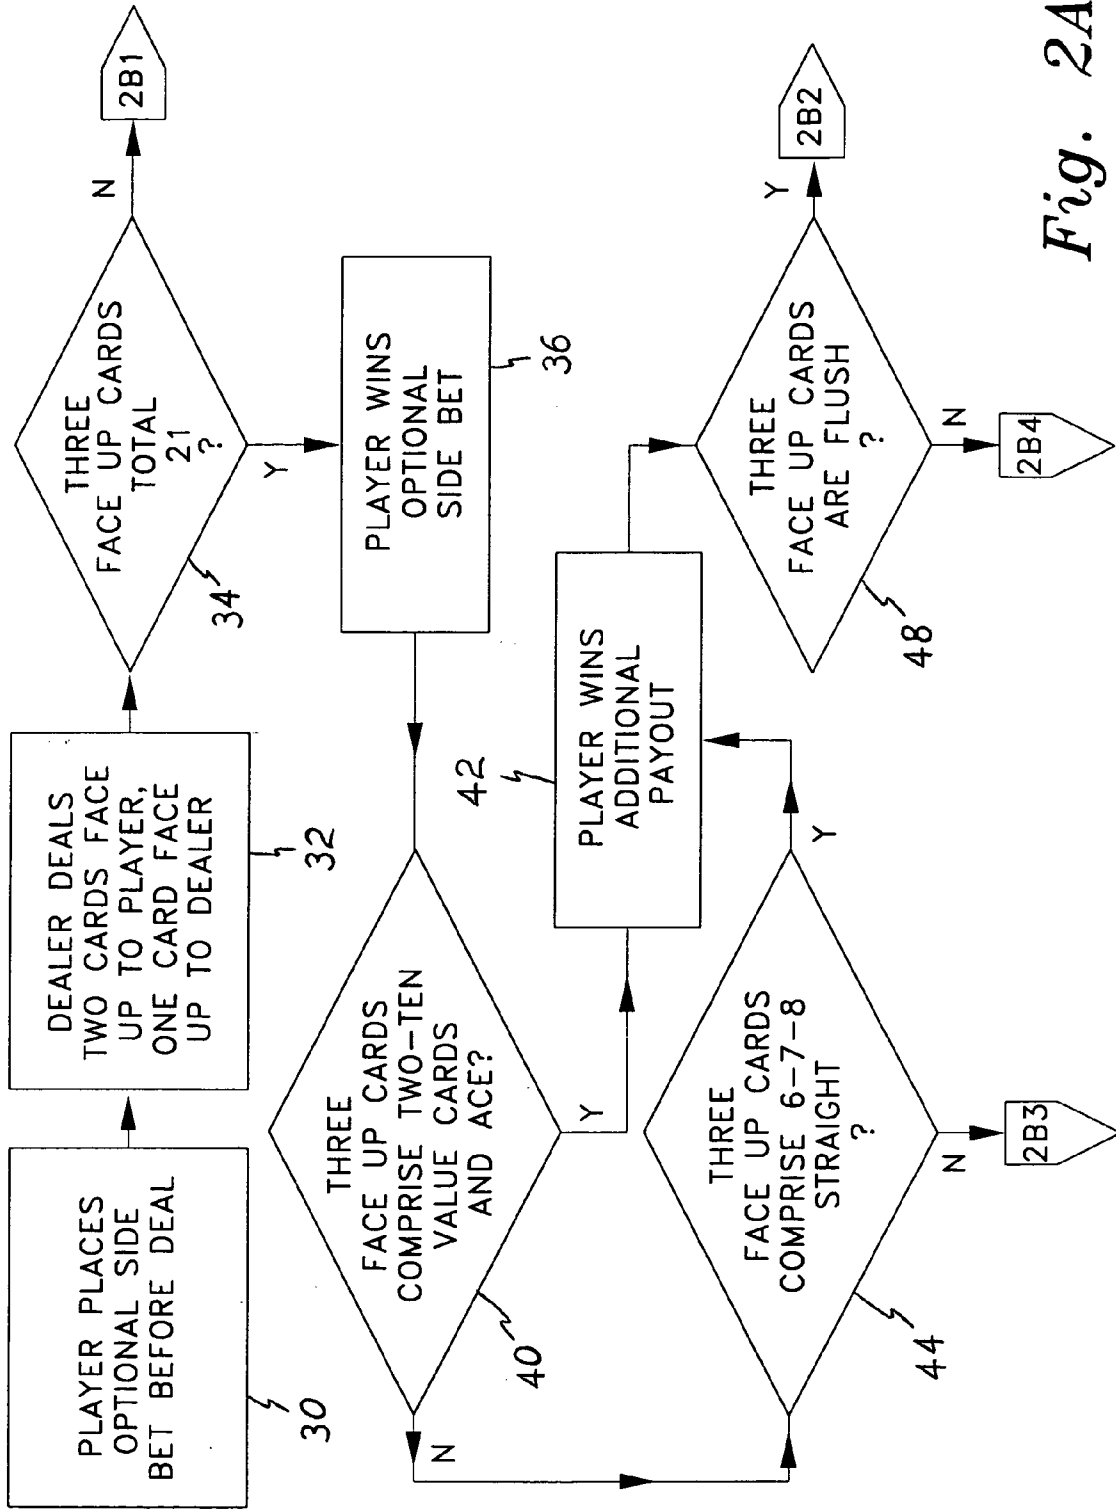 PLAYER PLACES
OPTIONAL SIDE
BET BEFORE DEAL
30
DEALER DEALS
TWO CARDS FACE
UP TO PLAYER,
ONE CARD FACE
UP TO DEALER
32
THREE
FACE UP CARDS
TOTAL
21
?
34
N
2B1
Y
PLAYER WINS
OPTIONAL
SIDE BET
36
THREE
FACE UP CARDS
COMPRISE TWO-TEN
VALUE CARDS
AND ACE?
40
N
Y
PLAYER WINS
ADDITIONAL
PAYOUT
42
THREE
FACE UP CARDS
COMPRISE 6-7-8
STRAIGHT
?
44
Y
N
2B3
THREE
FACE UP CARDS
ARE FLUSH
?
48
Y
2B2
N
2B4
Fig. 2A